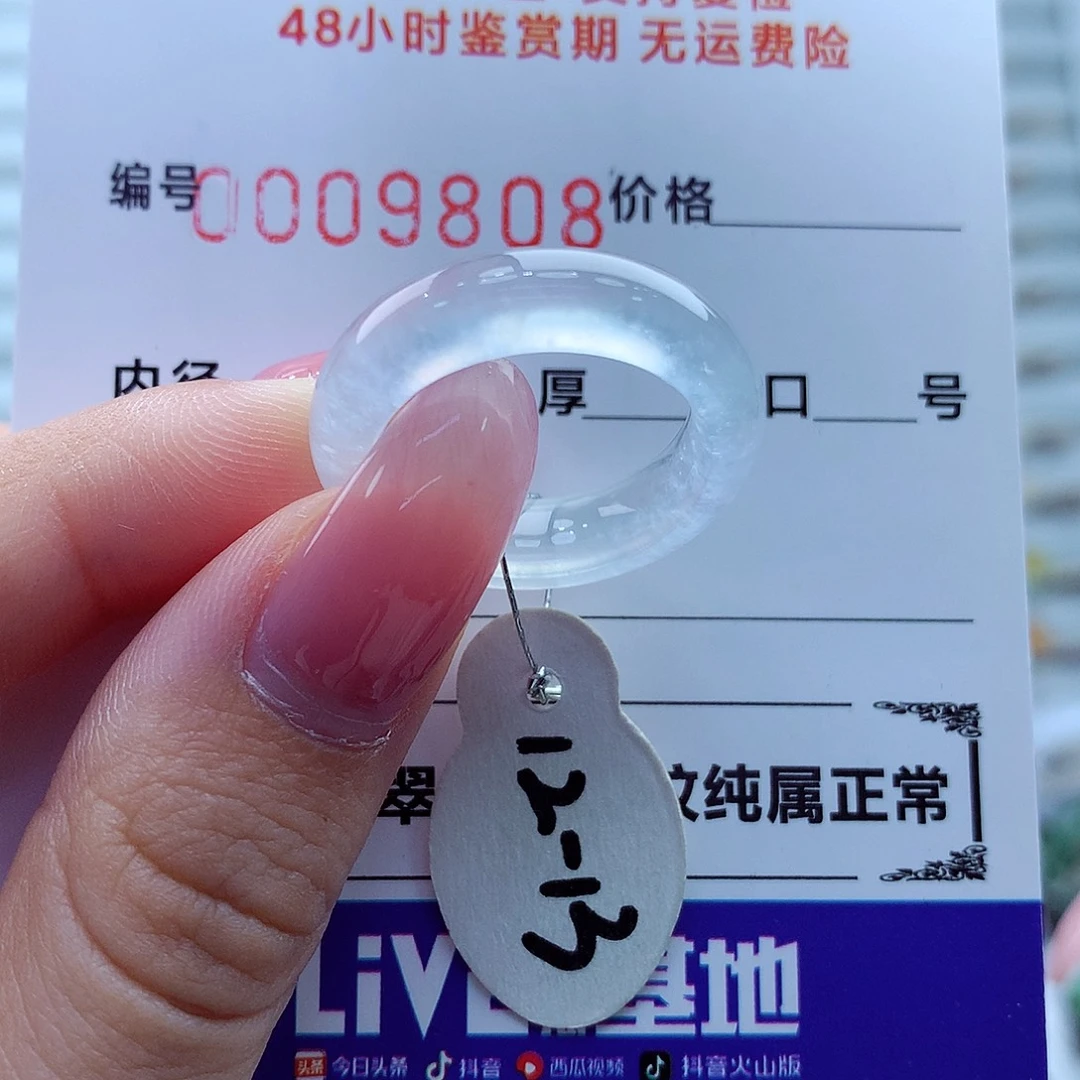 48小时鉴赏期 无运费险
编号0009808价格
内径 厚 口 号
12-13
翠 纹纯属正常
LiVE 基地
今日头条 抖音 西瓜视频 抖音火山版